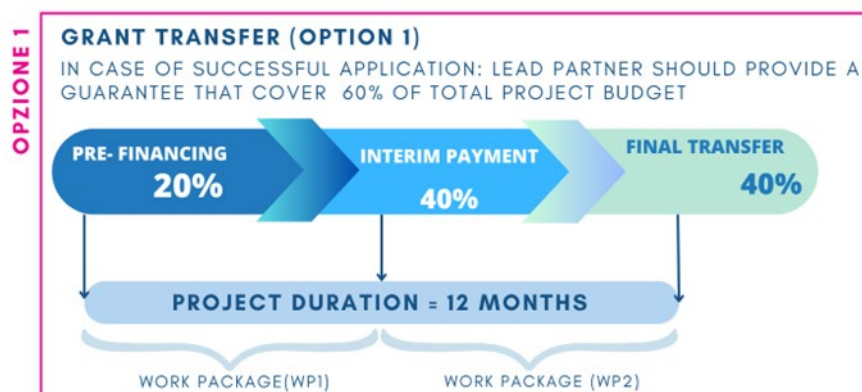 OPZIONE 1
GRANT TRANSFER (OPTION 1)
IN CASE OF SUCCESSFUL APPLICATION: LEAD PARTNER SHOULD PROVIDE A
GUARANTEE THAT COVER 60% OF TOTAL PROJECT BUDGET
PRE- FINANCING
20%
INTERIM PAYMENT
40%
FINAL TRANSFER
40%
PROJECT DURATION = 12 MONTHS
WORK PACKAGE(WP1)
WORK PACKAGE (WP2)